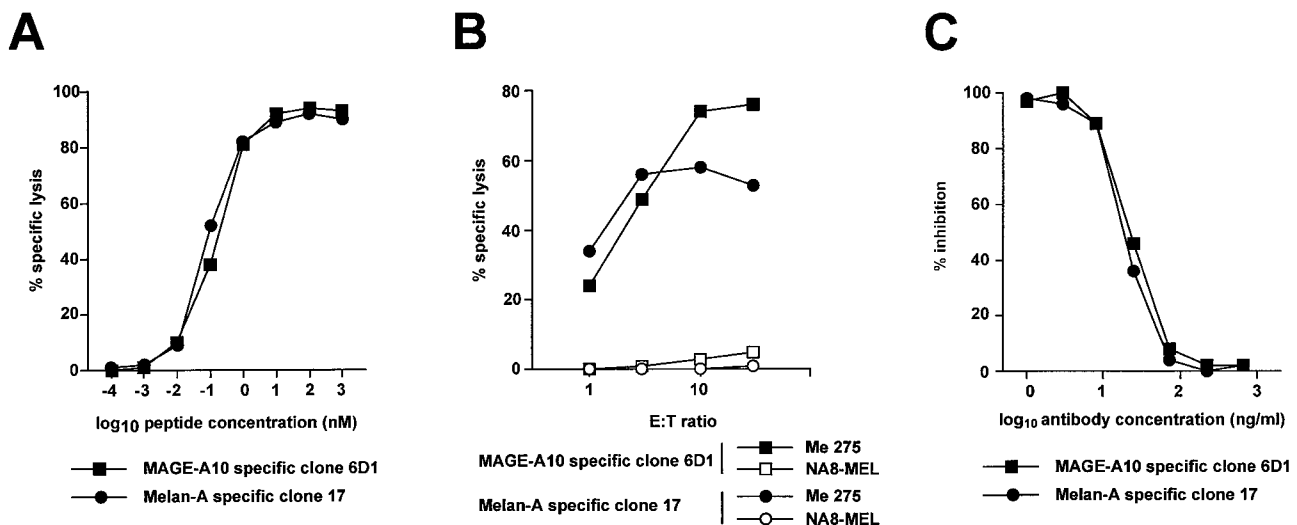 A
% specific lysis
100
80
60
40
20
0
-4 -3 -2 -1 0 1 2 3
log10 peptide concentration (nM)
MAGE-A10 specific clone 6D1
Melan-A specific clone 17
B
% specific lysis
80
60
40
20
0
1 10
E:T ratio
MAGE-A10 specific clone 6D1
Me 275
NA8-MEL
Melan-A specific clone 17
Me 275
NA8-MEL
C
% inhibition
100
80
60
40
20
0
0 1 2 3
log10 antibody concentration (ng/ml)
MAGE-A10 specific clone 6D1
Melan-A specific clone 17